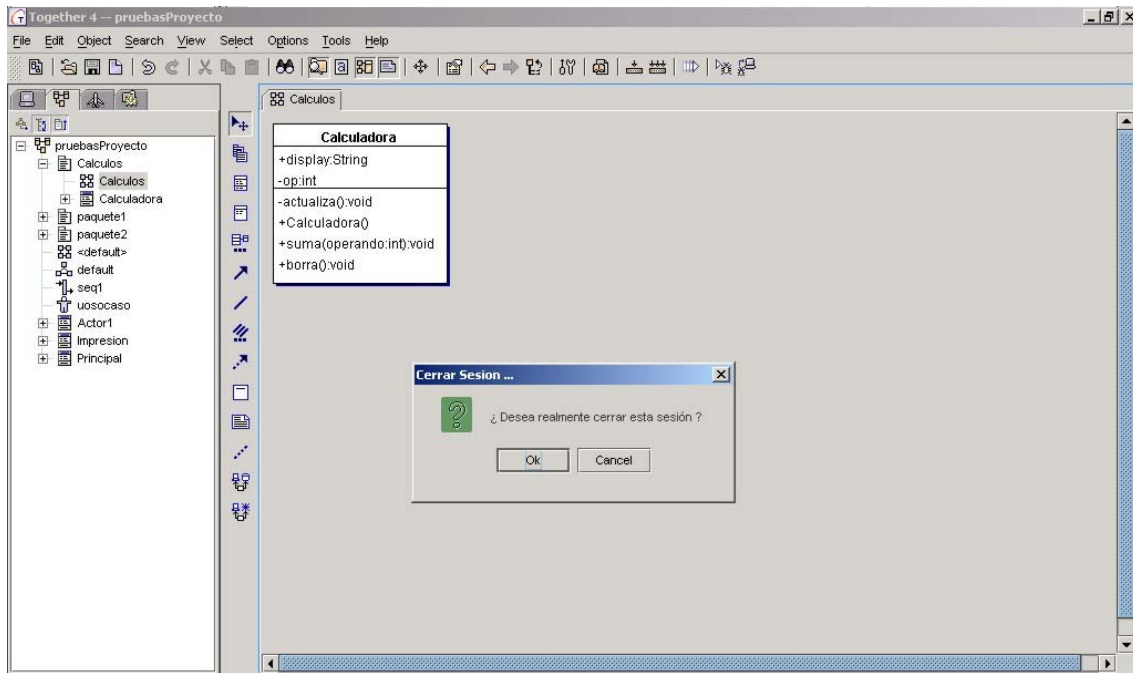 Together 4 -- pruebasProyecto
File Edit Object Search View Select Options Tools Help
Calculos
pruebasProyecto
Calculos
Calculos
Calculadora
paquete1
paquete2
<default>
default
seq1
uosocaso
Actor1
Impresion
Principal
Calculadora
+display:String
-op:int
-actualiza():void
+Calculadora()
+suma(operando:int):void
+borra():void
Cerrar Sesion ...
¿ Desea realmente cerrar esta sesión ?
Ok Cancel